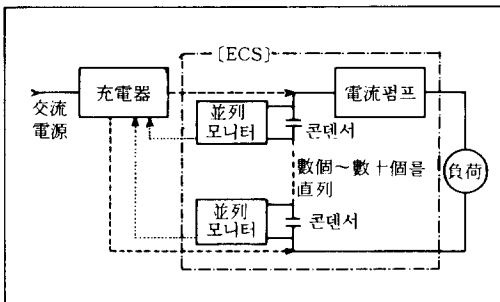 [ECS]
充電器
電流펌프
交流
電源
並列
모니터
콘덴서
數個~數十個를
直列
負荷
並列
모니터
콘덴서